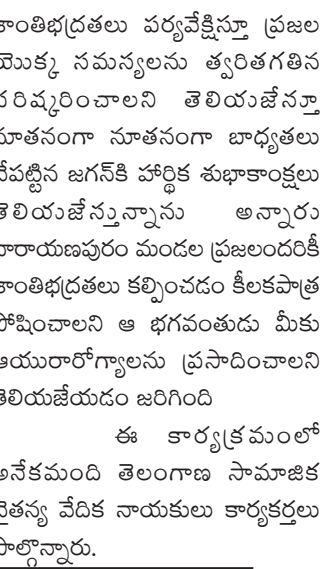 శాంతిభద్రతలు పర్యవేక్షిస్తూ ప్రజల
యొక్క సమస్యలను త్వరితగతిన
పరిష్కరించాలని తెలియజేస్తూ
నూతనంగా నూతనంగా బాధ్యతలు
చేపట్టిన జగన్‌కి హార్థిక శుభాకాంక్షలు
తెలియజేస్తున్నాను అన్నారు
నారాయణపురం మండల ప్రజలందరికీ
శాంతిభద్రతలు కల్పించడం కీలకపాత్ర
పోషించాలని ఆ భగవంతుడు మీకు
ఆయురారోగ్యాలను ప్రసాదించాలని
తెలియజేయడం జరిగింది
ఈ కార్యక్రమంలో
అనేకమంది తెలంగాణ సామాజిక
చైతన్య వేదిక నాయకులు కార్యకర్తలు
పాల్గొన్నారు.